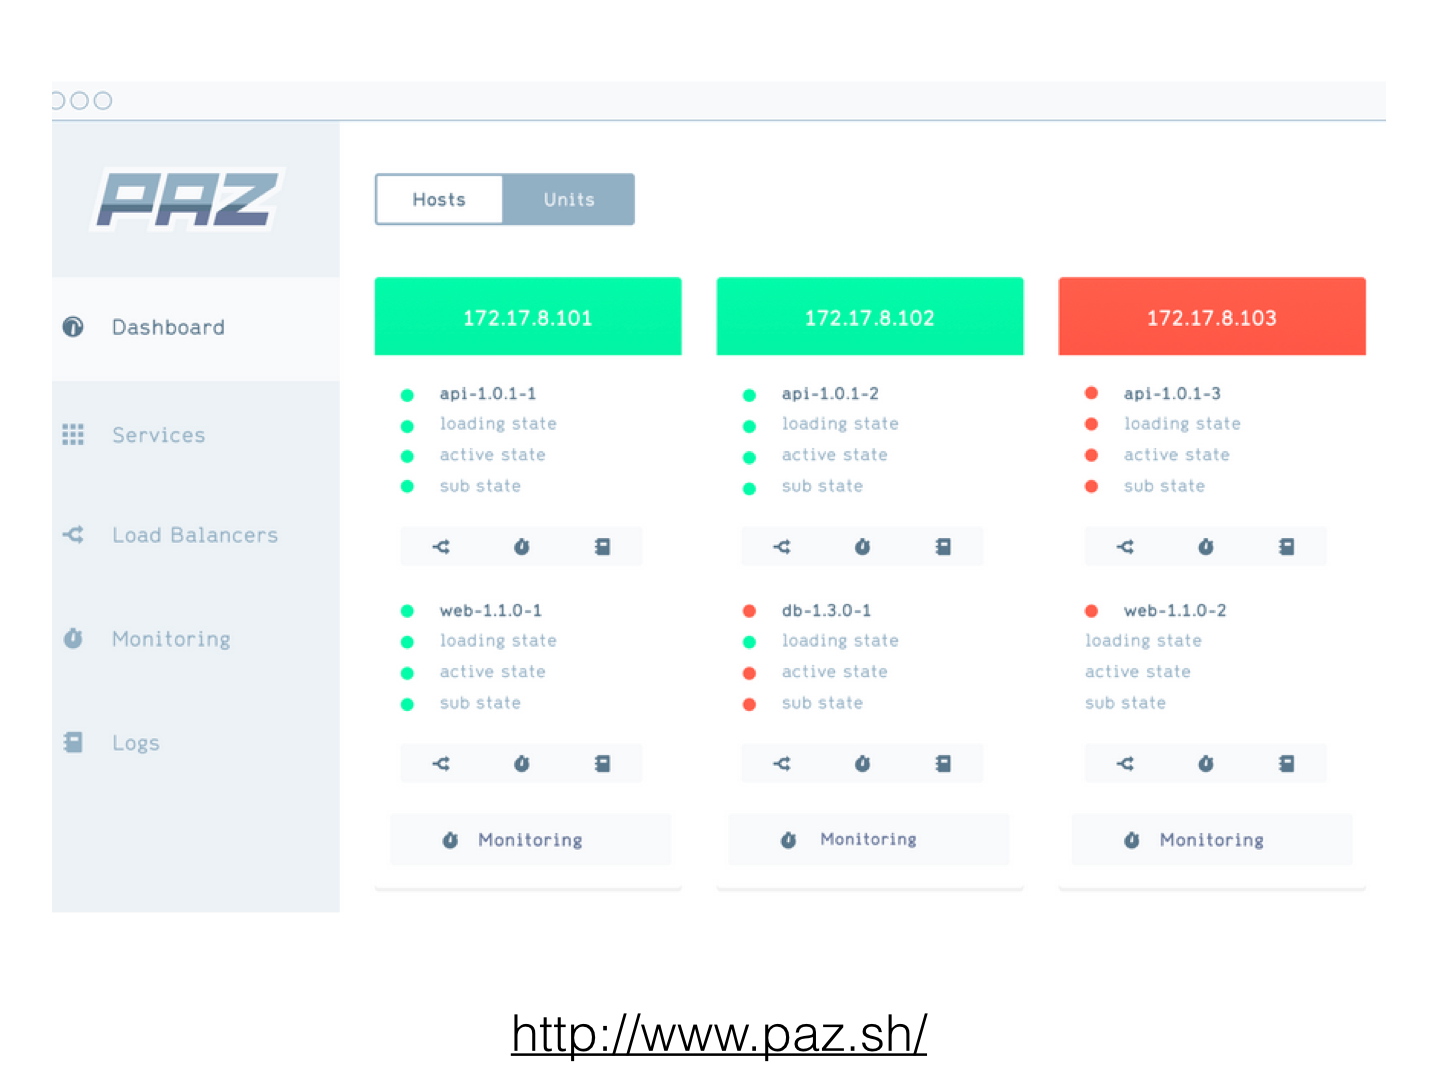 PAZ
Dashboard
Services
Load Balancers
Monitoring
Logs
Hosts Units
172.17.8.101
api-1.0.1-1
loading state
active state
sub state
web-1.1.0-1
loading state
active state
sub state
Monitoring
172.17.8.102
api-1.0.1-2
loading state
active state
sub state
db-1.3.0-1
loading state
active state
sub state
Monitoring
172.17.8.103
api-1.0.1-3
loading state
active state
sub state
web-1.1.0-2
loading state
active state
sub state
Monitoring
http://www.paz.sh/